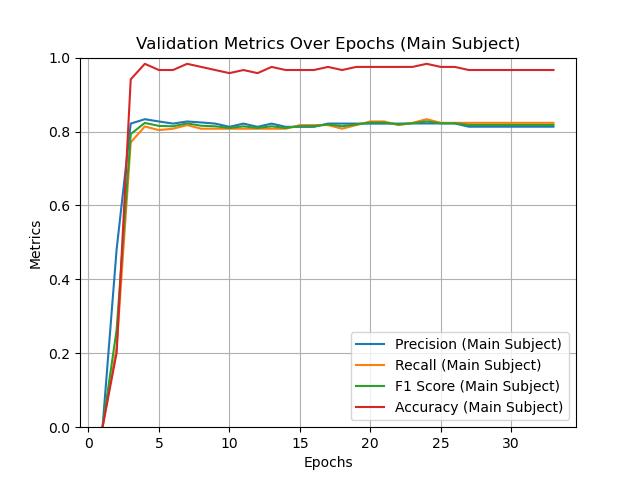 Validation Metrics Over Epochs (Main Subject)
1.0
0.8
0.6
0.4
0.2
0.0
Metrics
Precision (Main Subject)
Recall (Main Subject)
F1 Score (Main Subject)
Accuracy (Main Subject)
0 5 10 15 20 25 30
Epochs